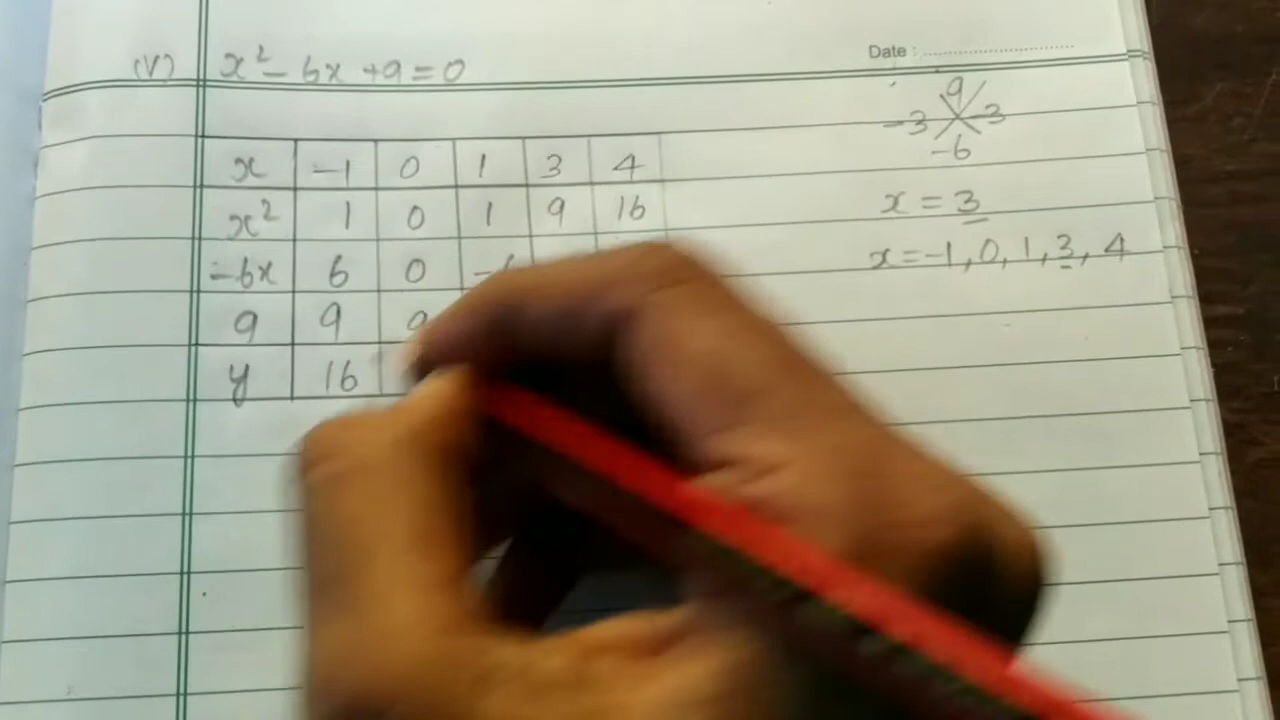 (V) x² - 6x + 9 = 0
Date :
9
-3 -3
-6
x -1 0 1 3 4
x² 1 0 1 9 16
x = 3
-6x 6 0
x = -1, 0, 1, 3, 4
9 9 9
y 16